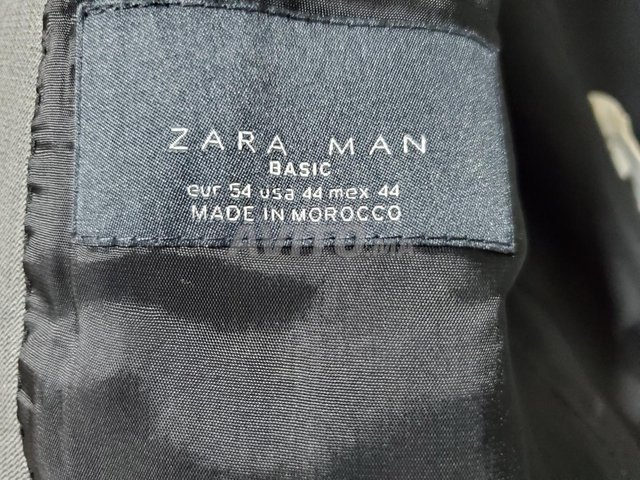 ZARA MAN
BASIC
eur 54 usa 44 mex 44
MADE IN MOROCCO